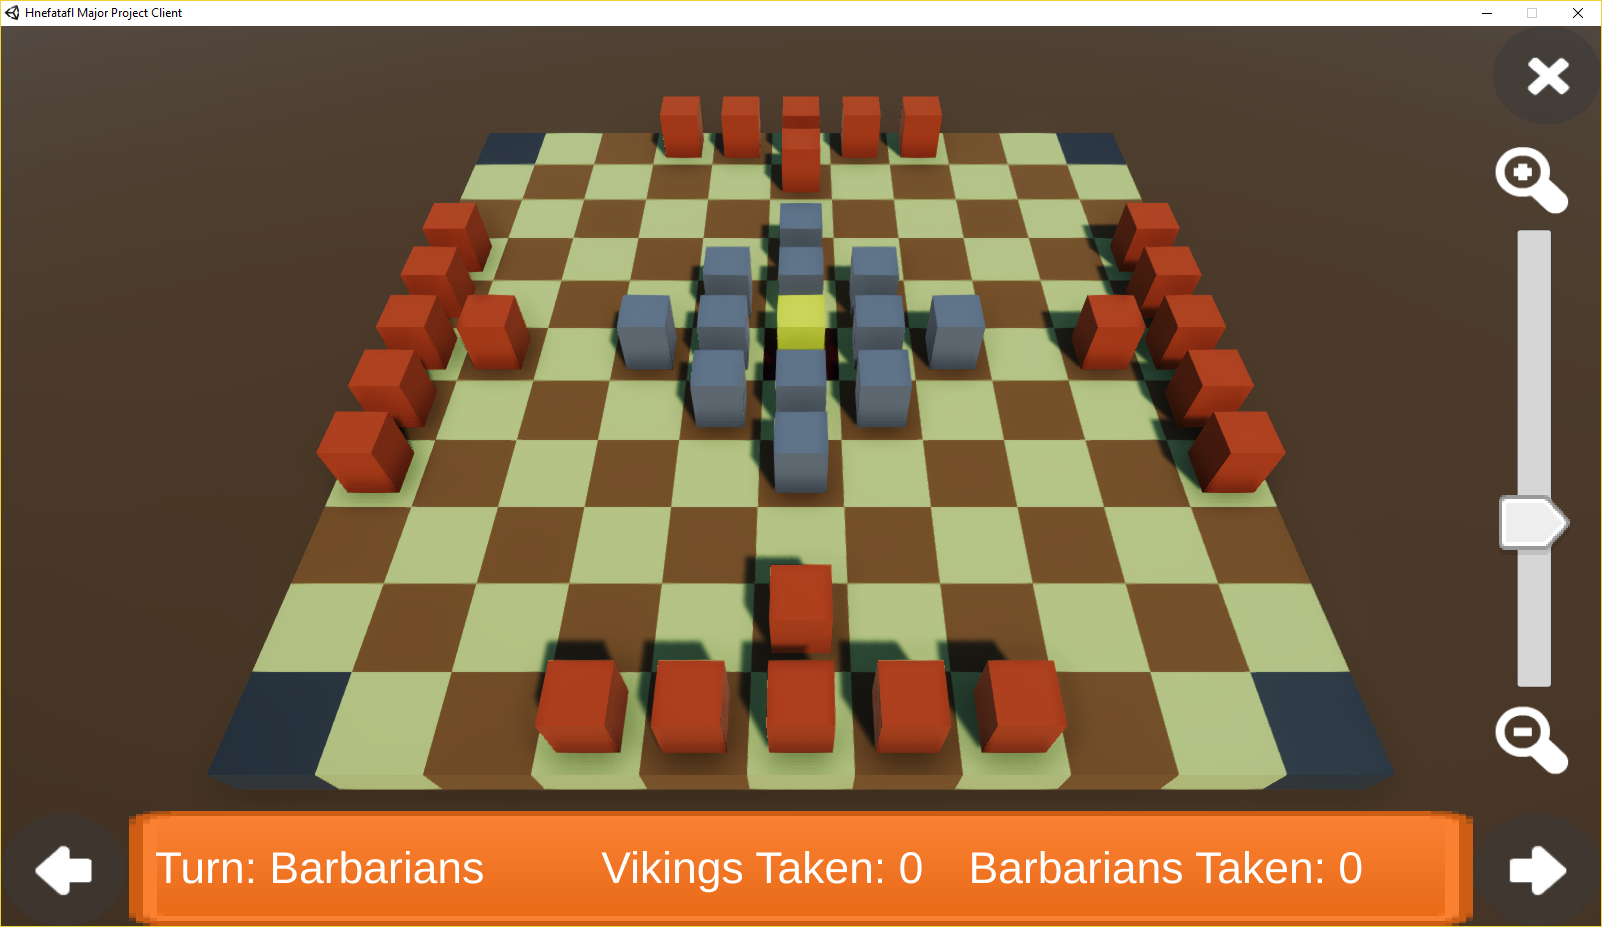 Hnefatafl Major Project Client
Turn: Barbarians Vikings Taken: 0 Barbarians Taken: 0